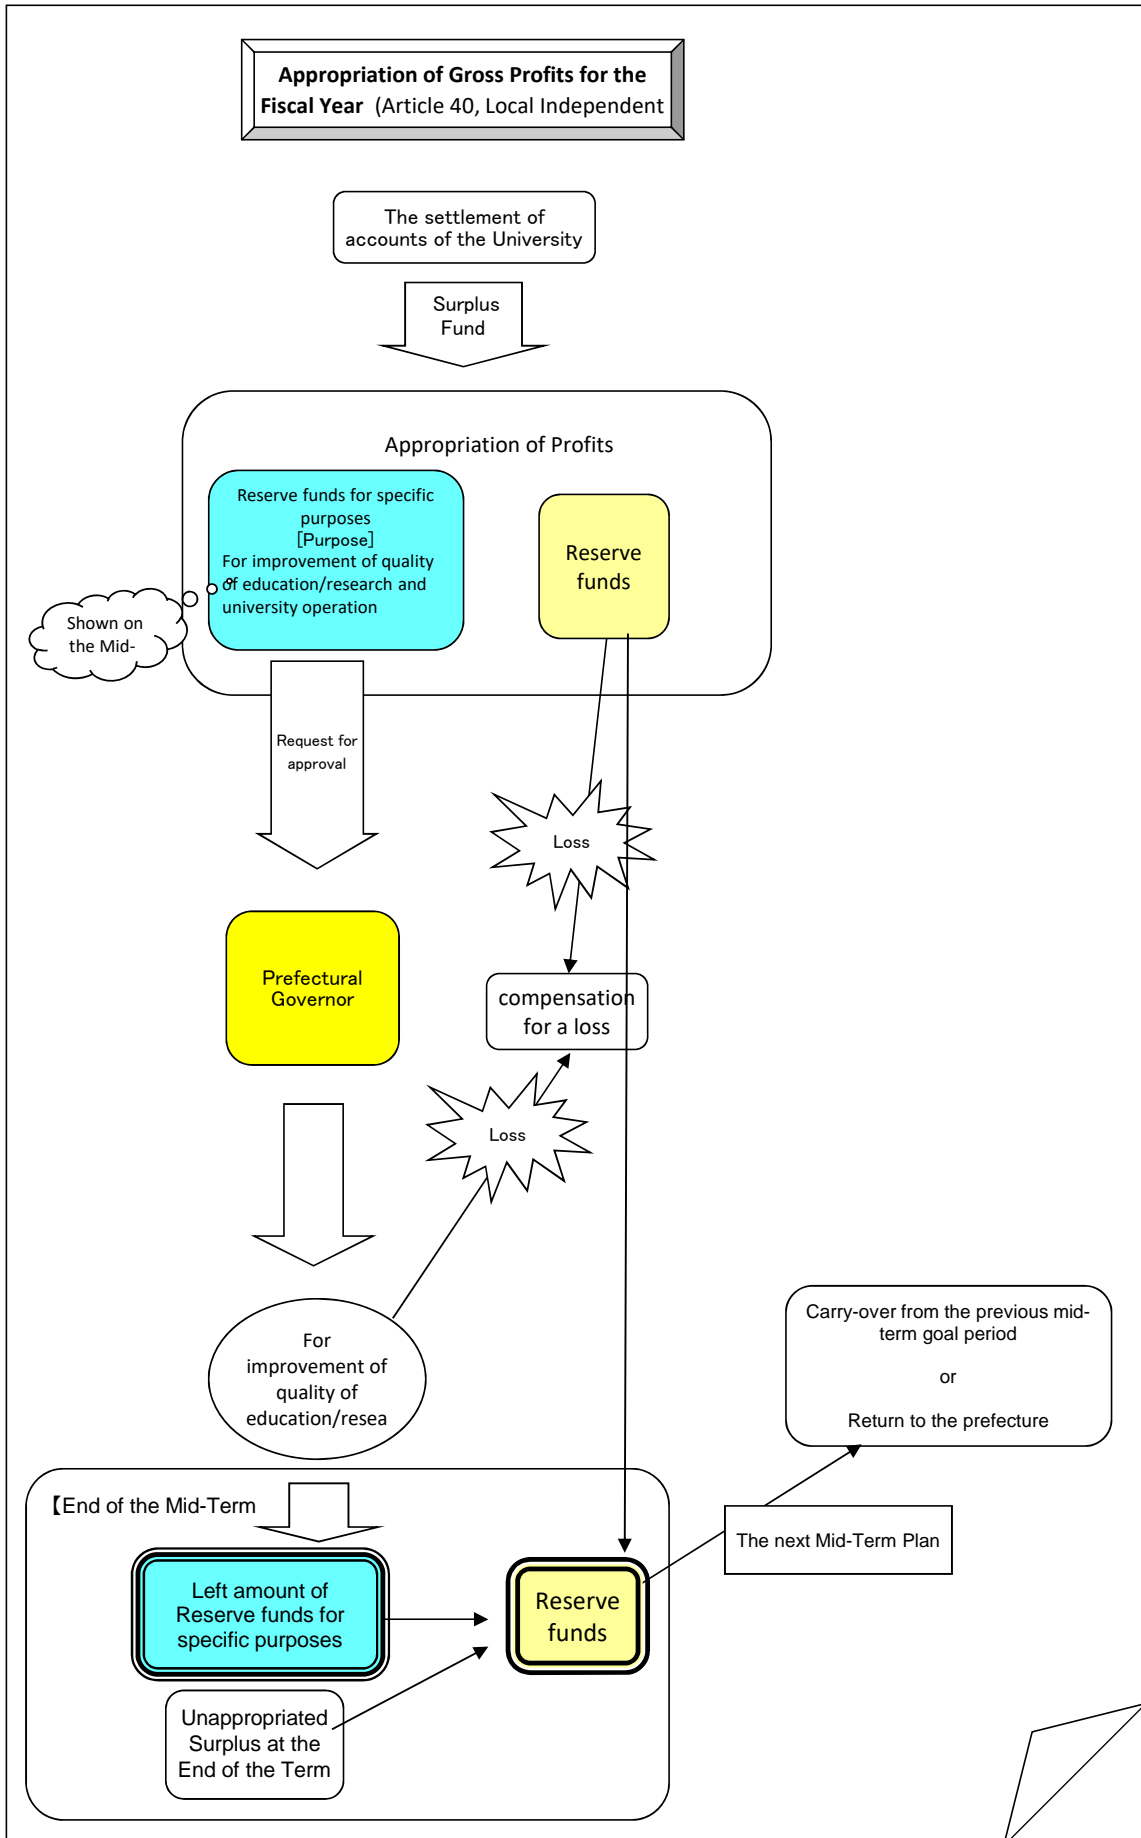 Appropriation of Gross Profits for the
Fiscal Year (Article 40, Local Independent
The settlement of
accounts of the University
Surplus
Fund
Appropriation of Profits
Reserve funds for specific
purposes
[Purpose]
For improvement of quality
of education/research and
university operation
Reserve
funds
Shown on
the Mid-
Request for
approval
Loss
Prefectural
Governor
compensation
for a loss
Loss
For
improvement of
quality of
education/resea
Carry-over from the previous mid-
term goal period
or
Return to the prefecture
【End of the Mid-Term
The next Mid-Term Plan
Left amount of
Reserve funds for
specific purposes
Reserve
funds
Unappropriated
Surplus at the
End of the Term